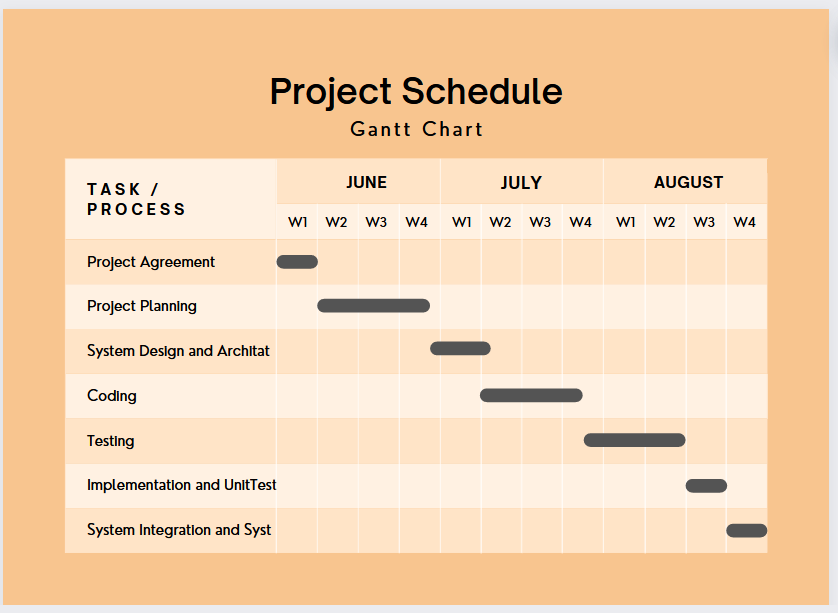 Project Schedule
Gantt Chart
TASK /
PROCESS
JUNE JULY AUGUST
W1 W2 W3 W4 W1 W2 W3 W4 W1 W2 W3 W4
Project Agreement
Project Planning
System Design and Architat
Coding
Testing
Implementation and UnitTest
System Integration and Syst